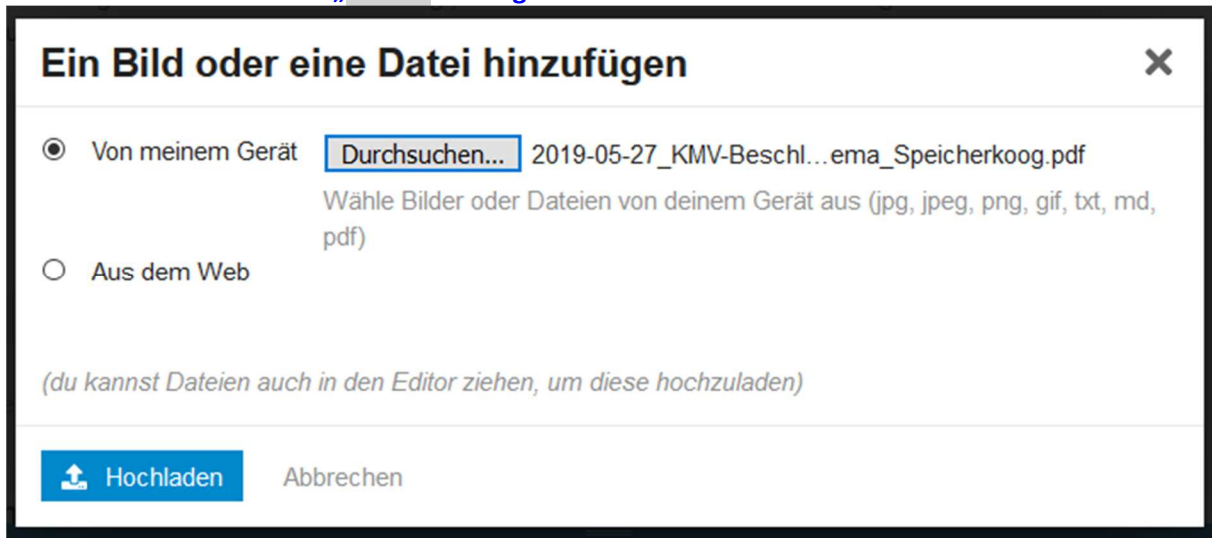 Ein Bild oder eine Datei hinzufügen
Von meinem Gerät Durchsuchen... 2019-05-27_KMV-Beschl…ema_Speicherkoog.pdf
Wähle Bilder oder Dateien von deinem Gerät aus (jpg, jpeg, png, gif, txt, md,
pdf)
Aus dem Web
(du kannst Dateien auch in den Editor ziehen, um diese hochzuladen)
Hochladen Abbrechen